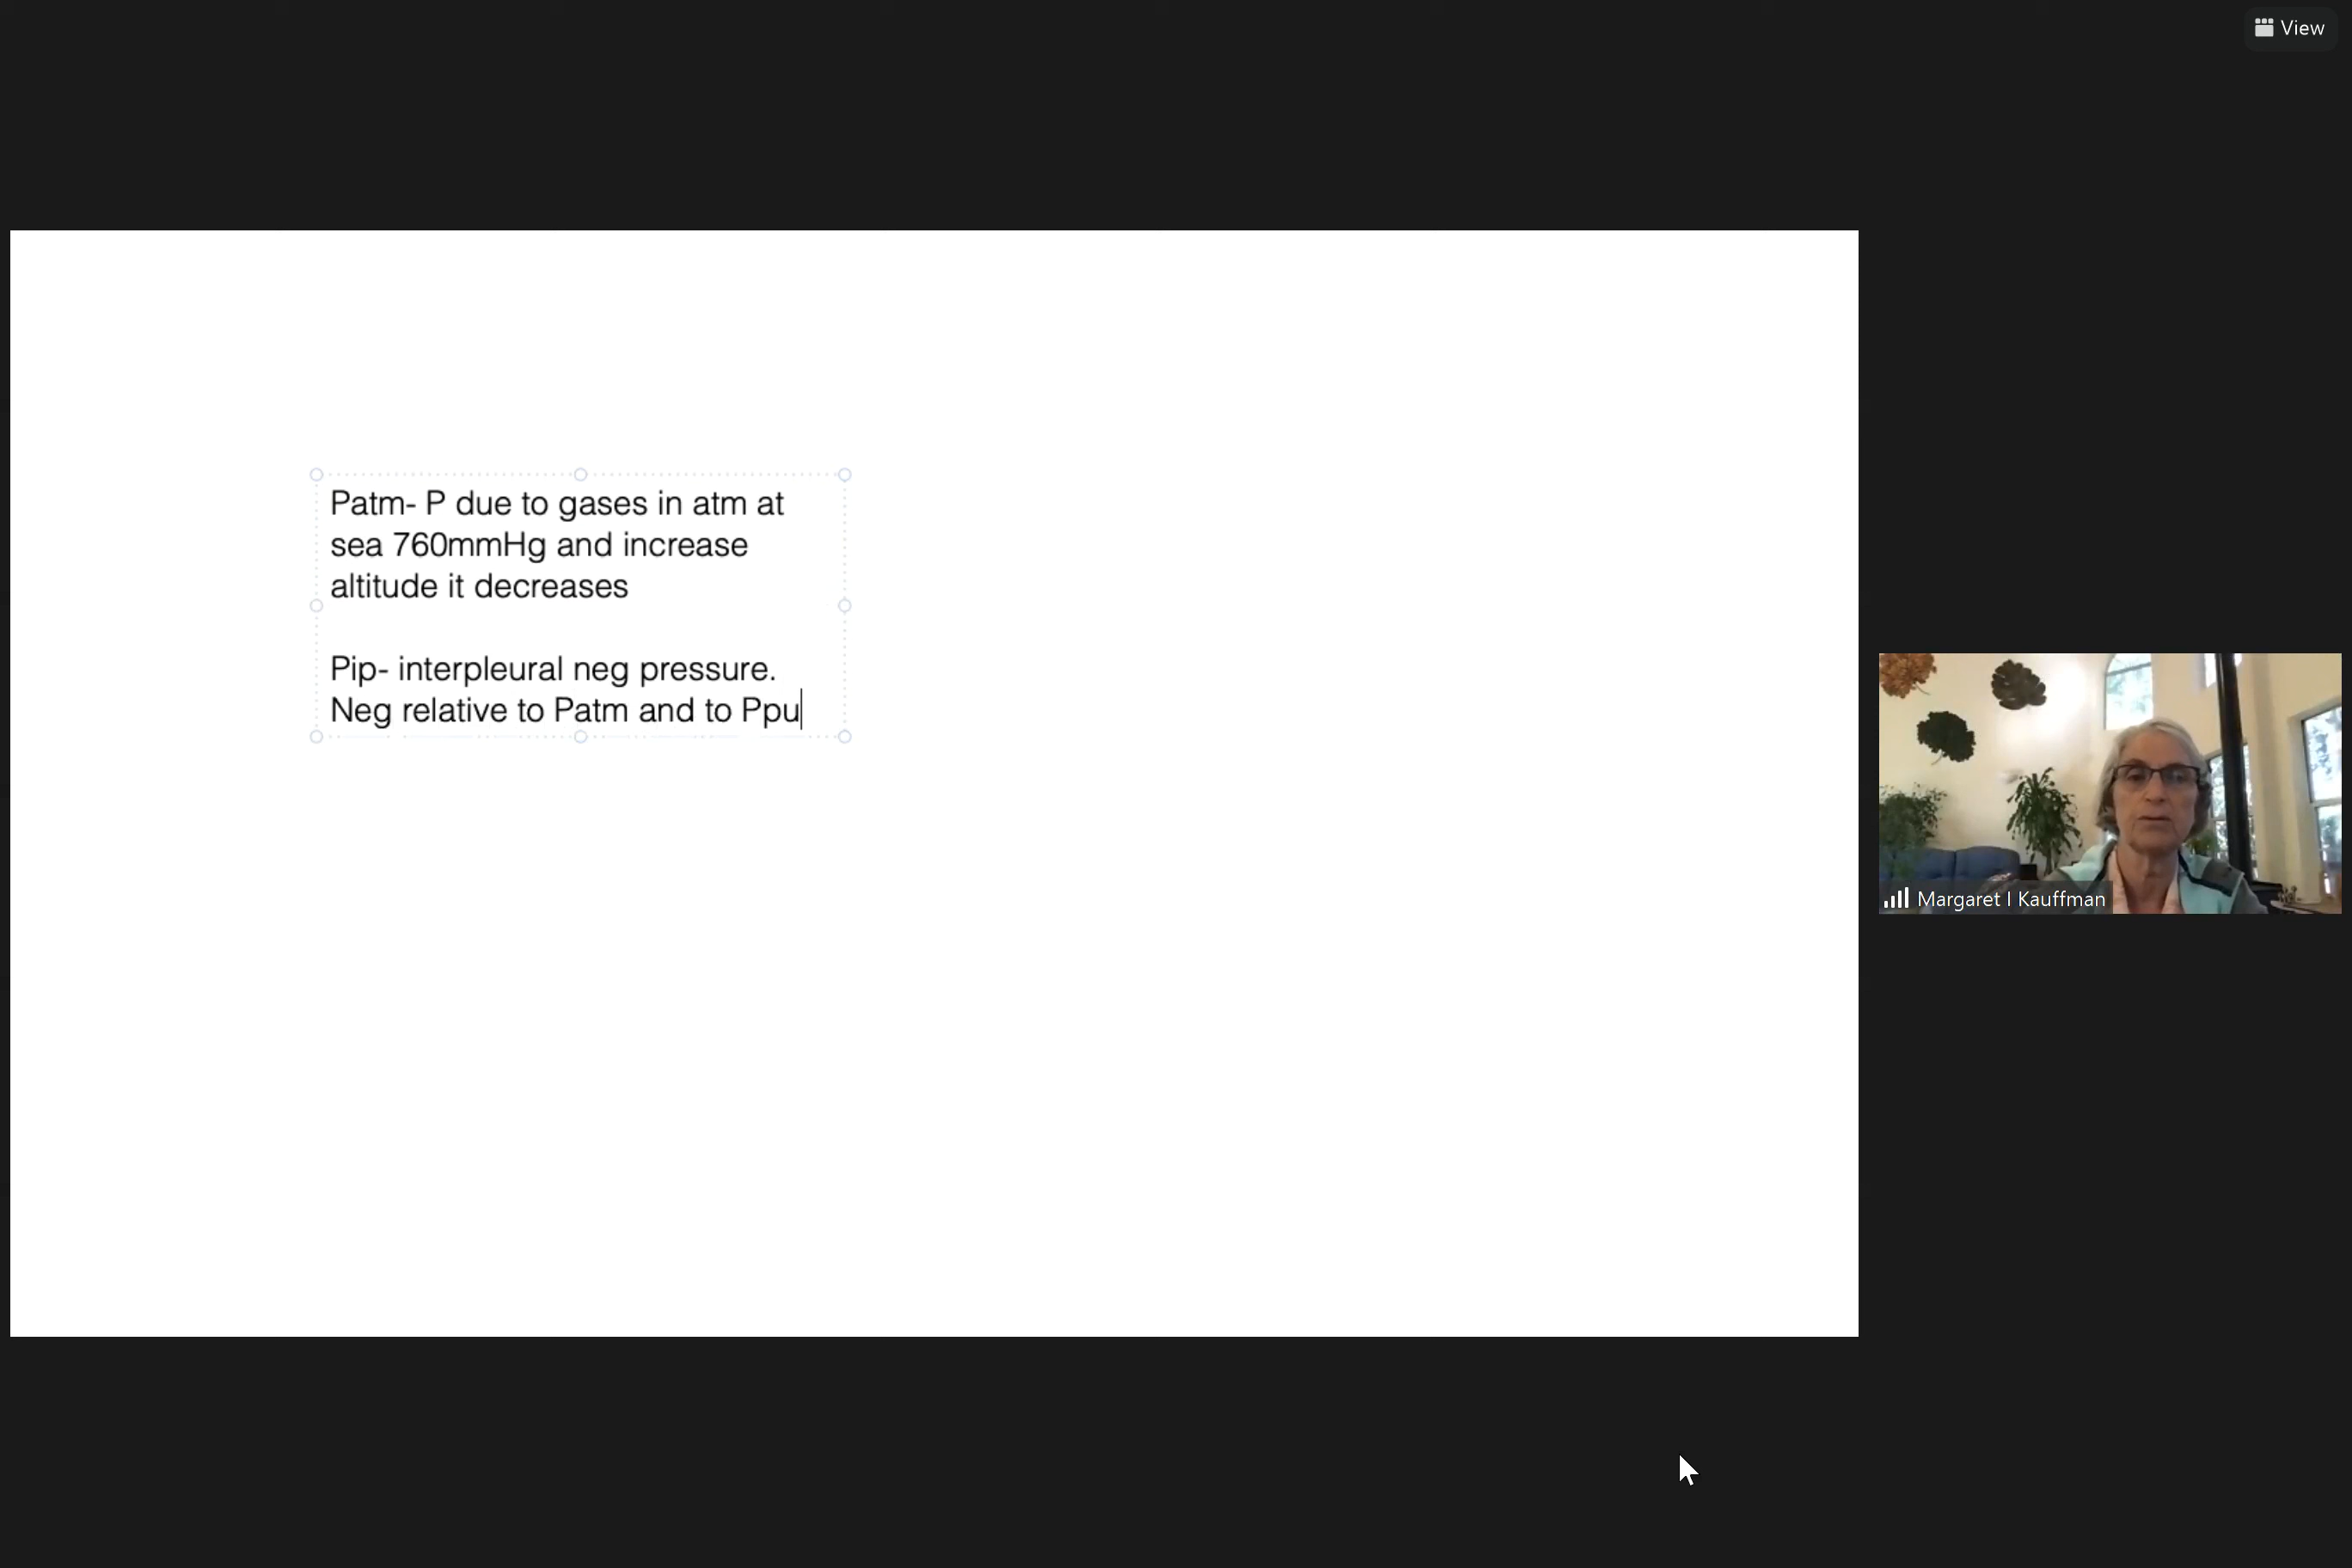 View
Patm- P due to gases in atm at
sea 760mmHg and increase
altitude it decreases
Pip- interpleural neg pressure.
Neg relative to Patm and to Ppu
Margaret I Kauffman